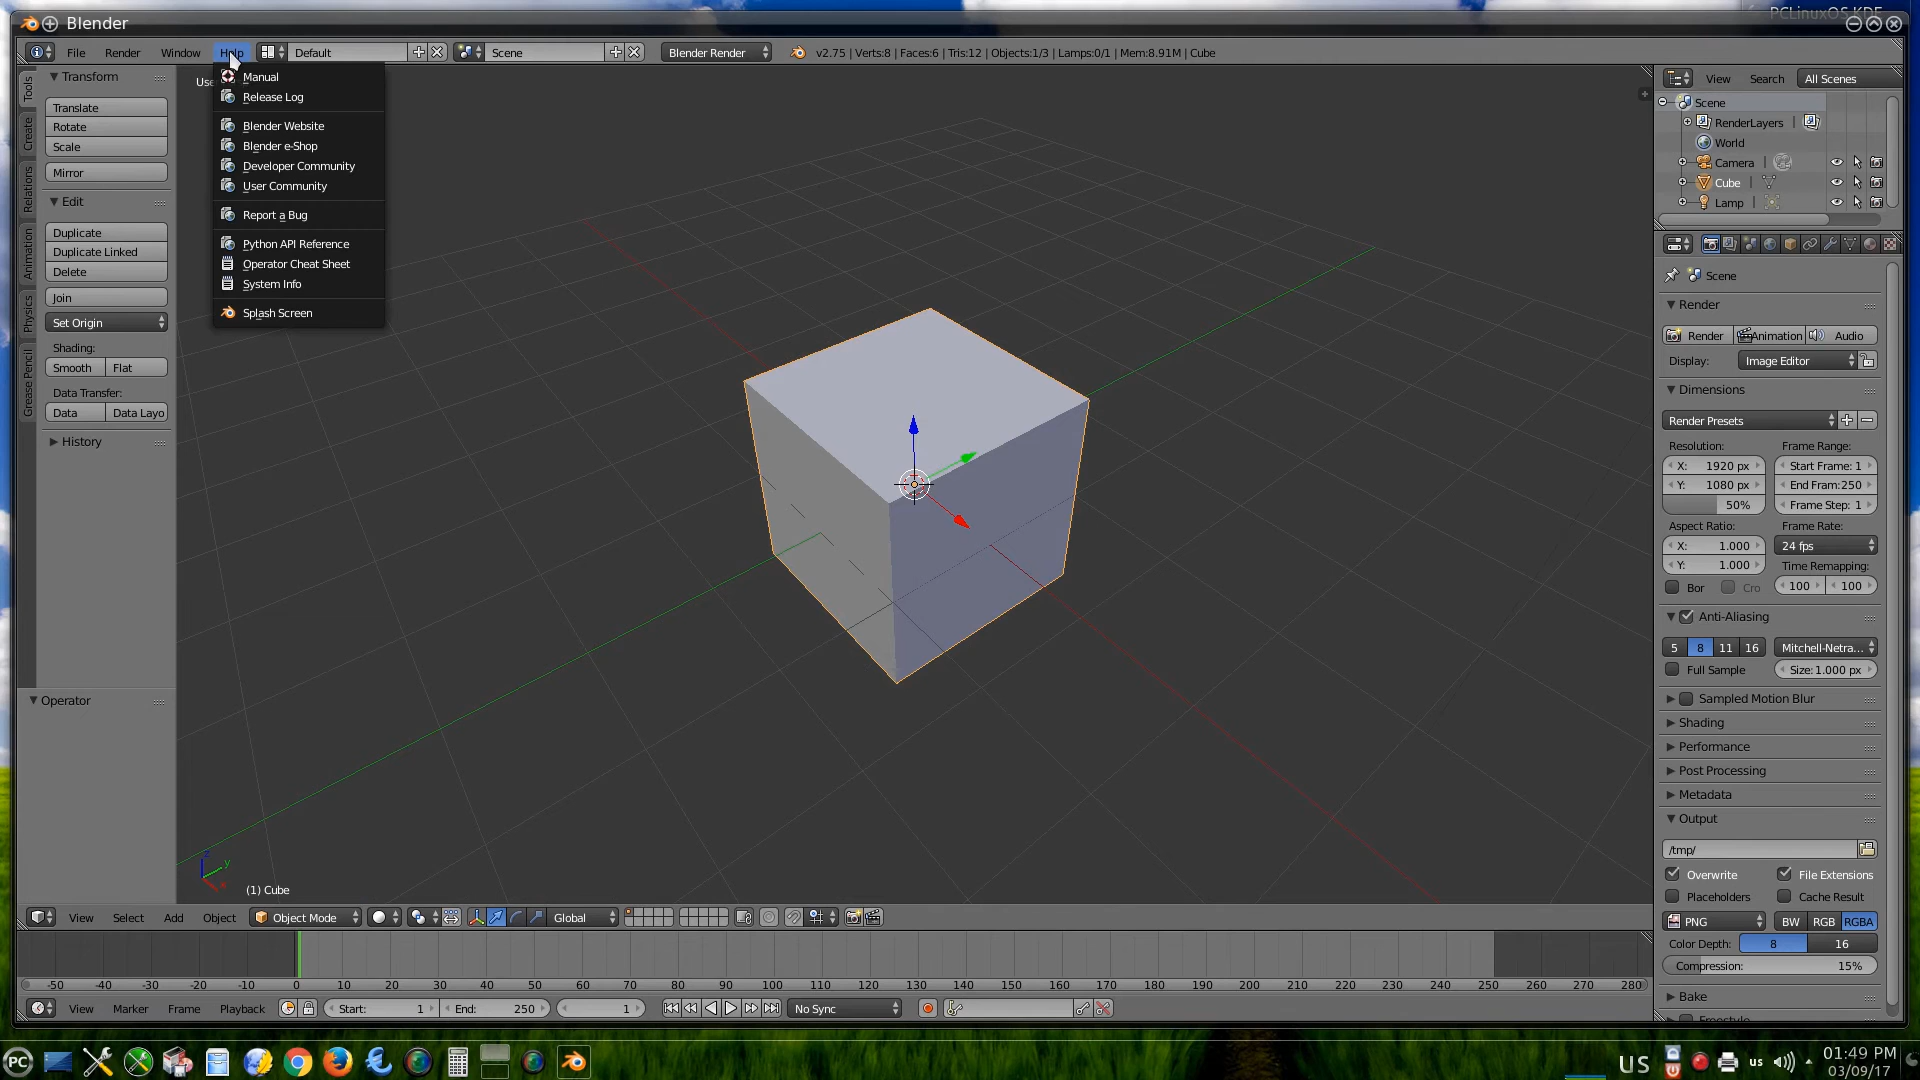 PCLinuxOS KDE
Blender
File Render Window Help Default Scene Blender Render v2.75 | Verts:8 | Faces:6 | Tris:12 | Objects:1/3 | Lamps:0/1 | Mem:8.91M | Cube
Tools
Create
Relations
Animation
Physics
Grease Pencil
Transform
Translate
Rotate
Scale
Mirror
Edit
Duplicate
Duplicate Linked
Delete
Join
Set Origin
Shading:
Smooth Flat
Data Transfer:
Data Data Layo
History
Operator
Use
Manual
Release Log
Blender Website
Blender e-Shop
Developer Community
User Community
Report a Bug
Python API Reference
Operator Cheat Sheet
System Info
Splash Screen
z
y
x
(1) Cube
View Select Add Object Object Mode Global
-50 -40 -30 -20 -10 0 10 20 30 40 50 60 70 80 90 100 110 120 130 140 150 160 170 180 190 200 210 220 230 240 250 260 270 280
View Marker Frame Playback Start: 1 End: 250 1 No Sync
View Search All Scenes
Scene
RenderLayers |
World
Camera |
Cube |
Lamp |
Scene
Render
Render Animation Audio
Display: Image Editor
Dimensions
Render Presets
Resolution: Frame Range:
X: 1920 px Start Frame: 1
Y: 1080 px End Fram:250
50% Frame Step: 1
Aspect Ratio: Frame Rate:
X: 1.000 24 fps
Y: 1.000 Time Remapping:
Bor Cro 100 100
Anti-Aliasing
5 8 11 16 Mitchell-Netra...
Full Sample Size:1.000 px
Sampled Motion Blur
Shading
Performance
Post Processing
Metadata
Output
/tmp/
Overwrite File Extensions
Placeholders Cache Result
PNG BW RGB RGBA
Color Depth: 8 16
Compression: 15%
Bake
Freestyle
PC US us 01:49 PM
03/09/17